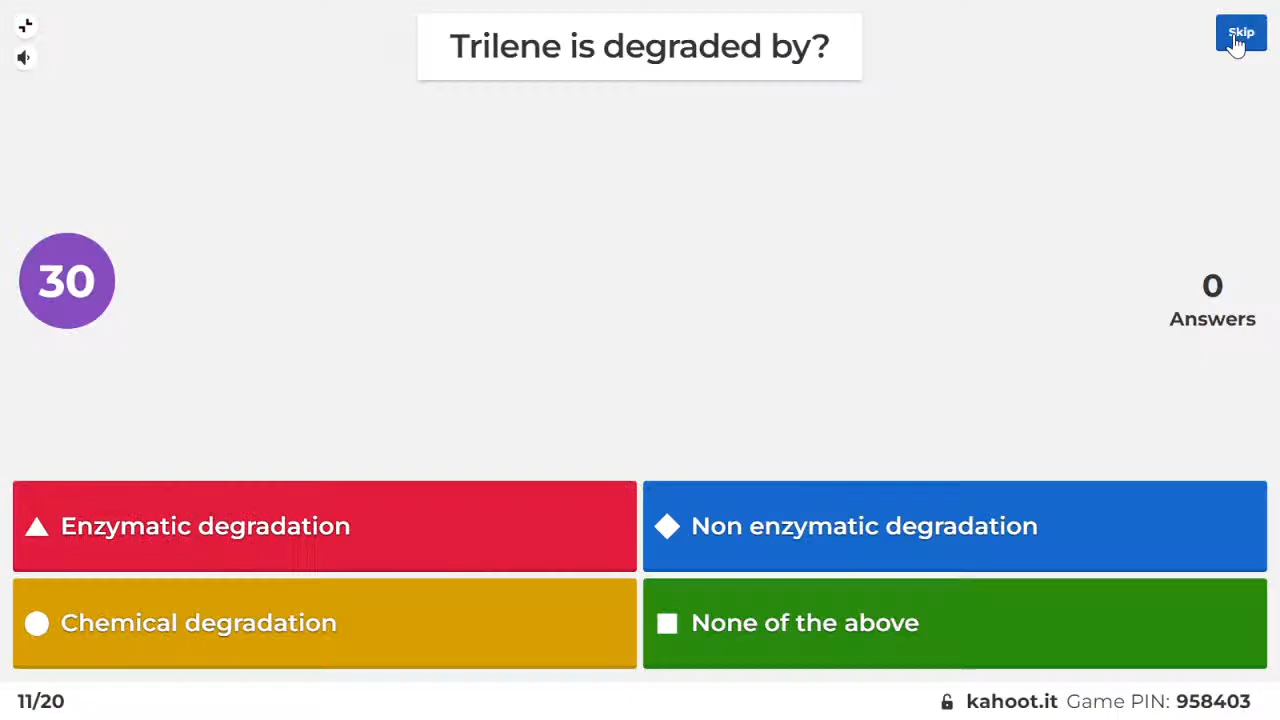 Trilene is degraded by?
Skip
30
0
Answers
Enzymatic degradation
Non enzymatic degradation
Chemical degradation
None of the above
11/20
kahoot.it Game PIN: 958403